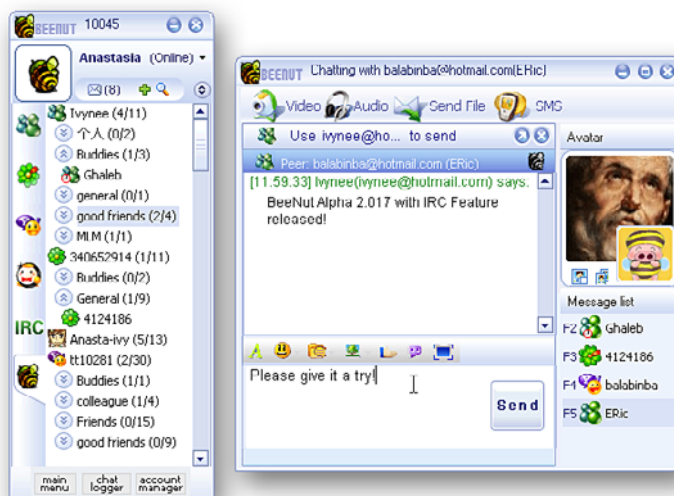 BEENUT 10045
Anastasia (Online)
(8)
Ivynee (4/11)
个人 (0/2)
Buddies (1/3)
Ghaleb
general (0/1)
good friends (2/4)
MLM (1/1)
340652914 (1/11)
Buddies (0/2)
General (1/9)
4124186
IRC
Anasta-ivy (5/13)
tt10281 (2/30)
Buddies (1/1)
colleague (1/4)
Friends (0/15)
good friends (0/9)
main menu
chat logger
account manager
BEENUT Chatting with balabinba@hotmail.com(ERic)
Video Audio Send File SMS
Use ivynee@ho... to send
Peer: balabinba@hotmail.com (ERic)
[11.59.33] Ivynee(ivynee@hotmail.com) says:
BeeNut Alpha 2.017 with IRC Feature
released!
Please give it a try!
Send
Avatar
Message list
F2 Ghaleb
F3 4124186
F4 balabinba
F5 ERic